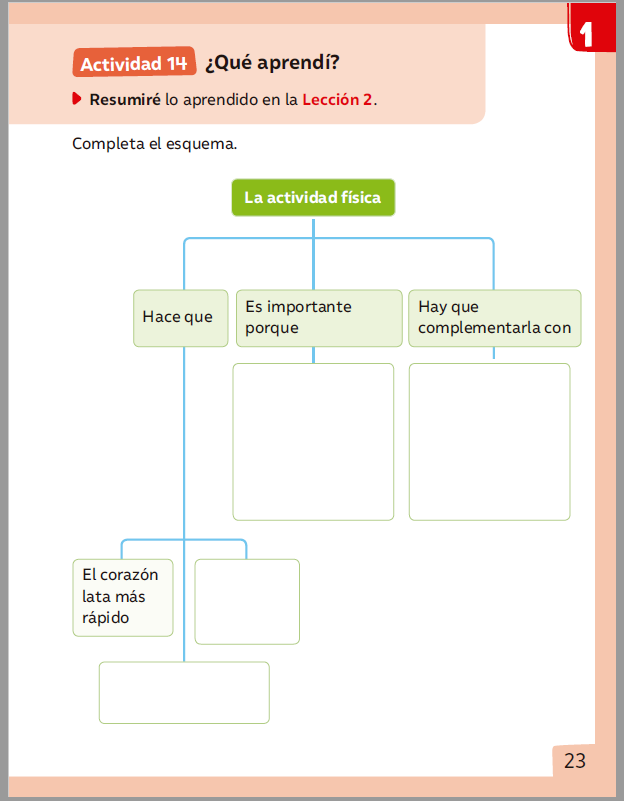 1
Actividad 14 ¿Qué aprendí?
Resumiré lo aprendido en la Lección 2.
Completa el esquema.
La actividad física
Hace que
Es importante
porque
Hay que
complementarla con
El corazón
lata más
rápido
23